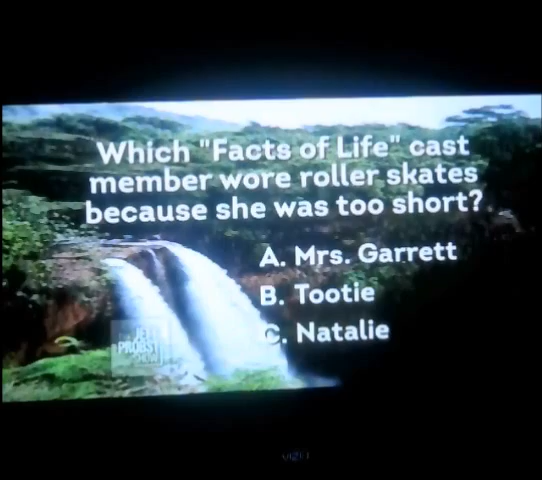 Which "Facts of Life" cast
member wore roller skates
because she was too short?
A. Mrs. Garrett
B. Tootie
C. Natalie
JEFF
PROBST
SHOW